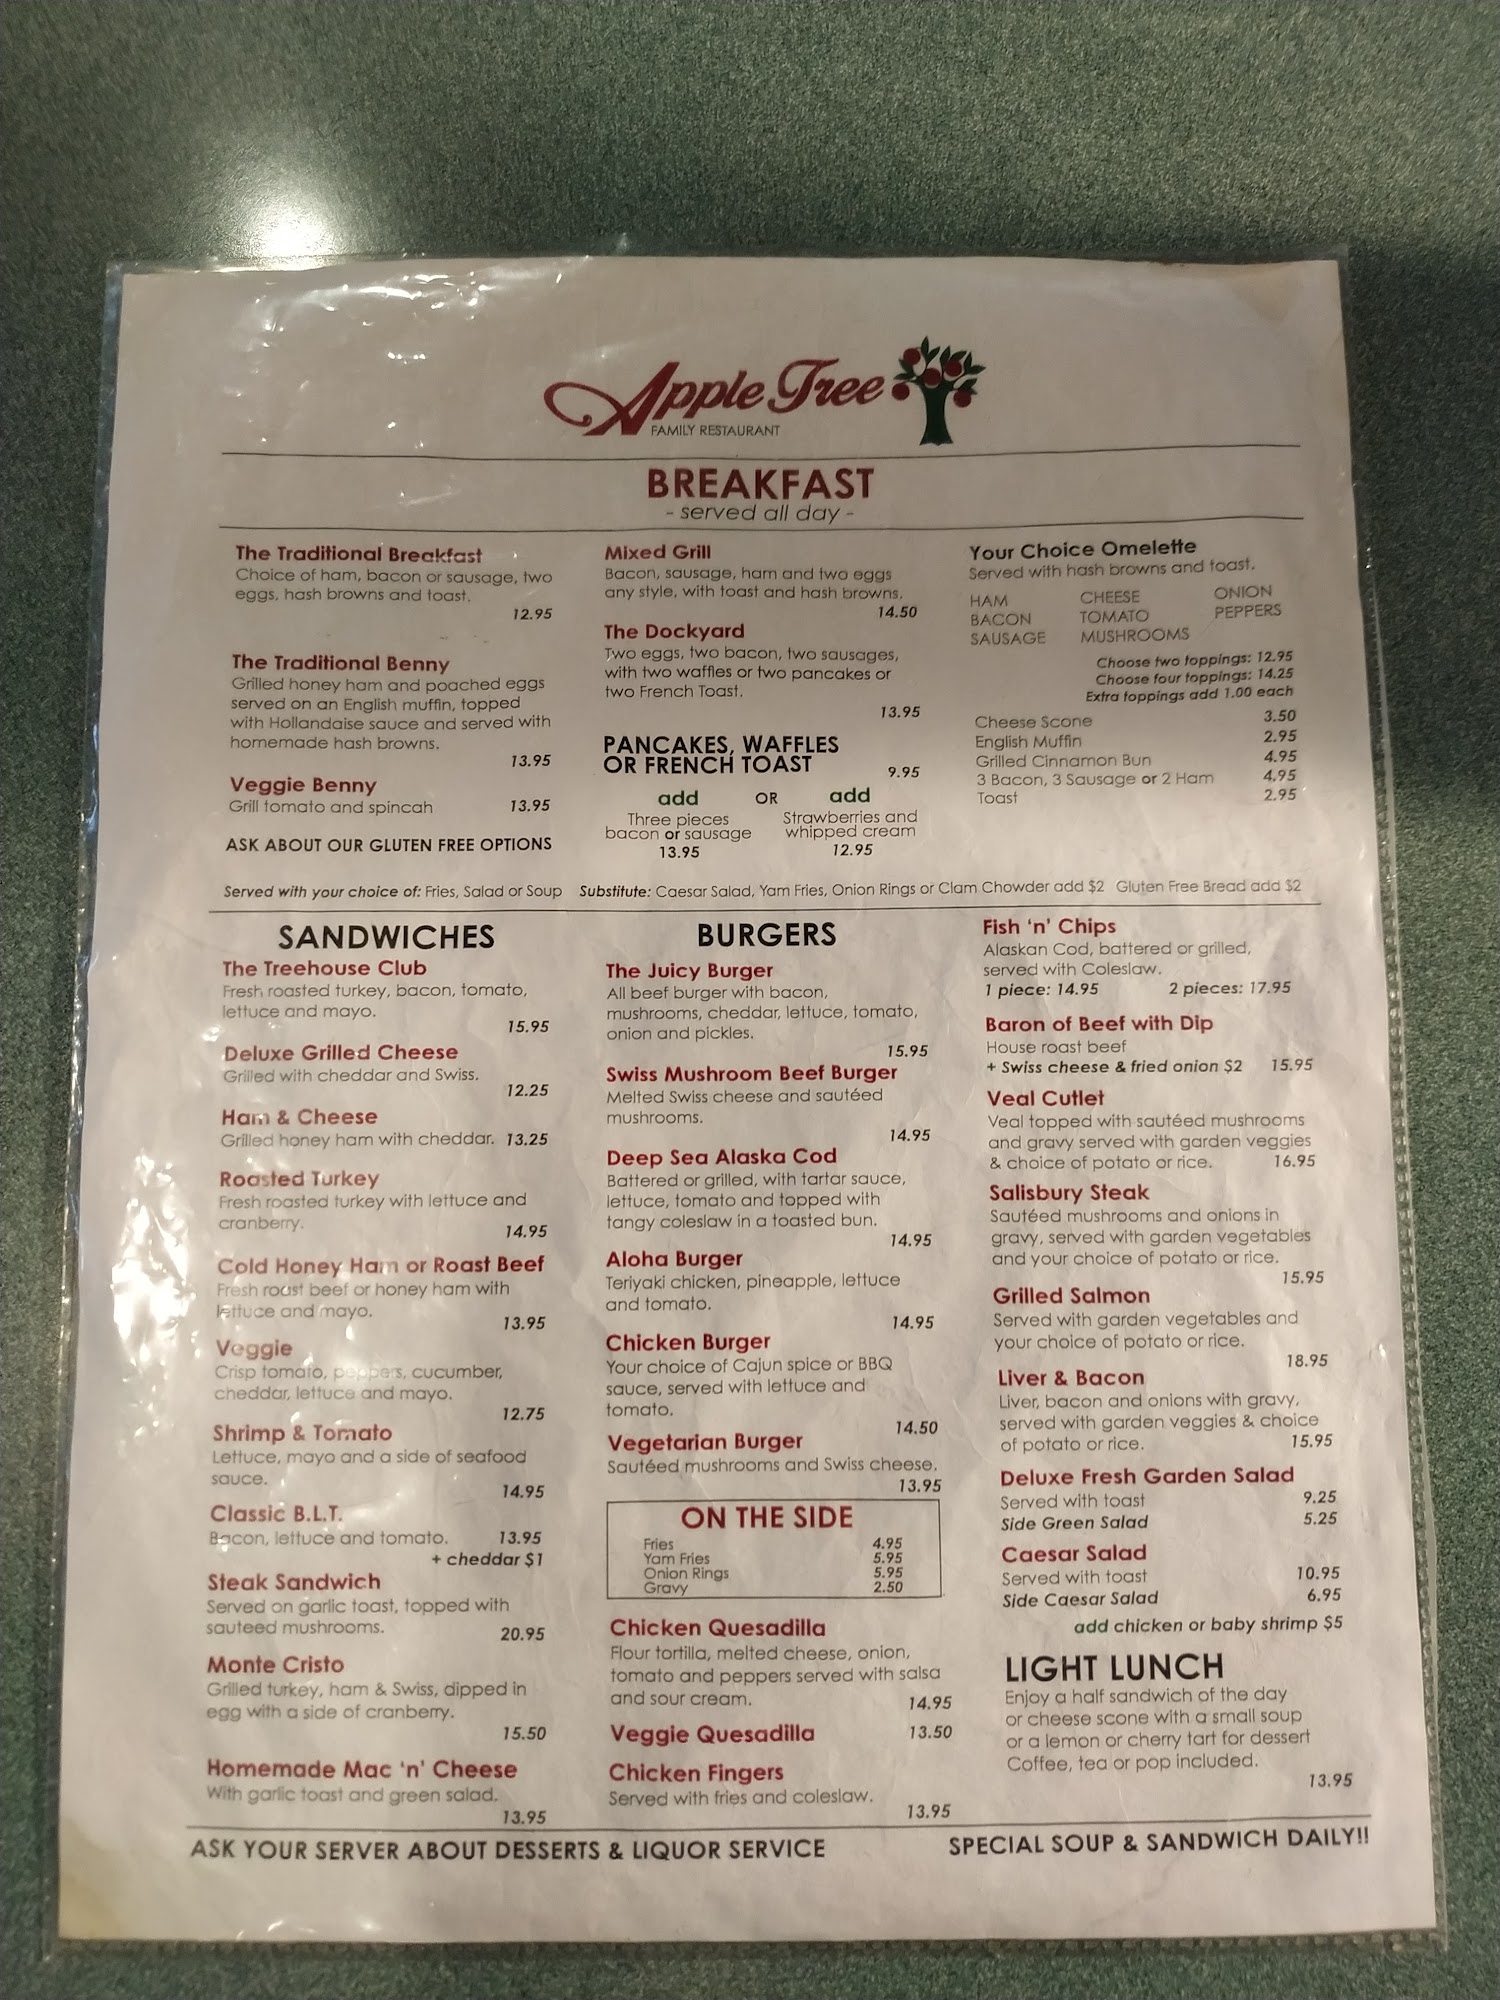 Apple Tree
FAMILY RESTAURANT
BREAKFAST
- served all day -
The Traditional Breakfast
Choice of ham, bacon or sausage, two
eggs, hash browns and toast.
12.95
The Traditional Benny
Grilled honey ham and poached eggs
served on an English muffin, topped
with Hollandaise sauce and served with
homemade hash browns.
13.95
Veggie Benny
Grill tomato and spincah 13.95
ASK ABOUT OUR GLUTEN FREE OPTIONS
Mixed Grill
Bacon, sausage, ham and two eggs
any style, with toast and hash browns.
14.50
The Dockyard
Two eggs, two bacon, two sausages,
with two waffles or two pancakes or
two French Toast.
13.95
PANCAKES, WAFFLES
OR FRENCH TOAST 9.95
add OR add
Three pieces Strawberries and
bacon or sausage whipped cream
13.95 12.95
Your Choice Omelette
Served with hash browns and toast.
HAM CHEESE ONION
BACON TOMATO PEPPERS
SAUSAGE MUSHROOMS
Choose two toppings: 12.95
Choose four toppings: 14.25
Extra toppings add 1.00 each
Cheese Scone 3.50
English Muffin 2.95
Grilled Cinnamon Bun 4.95
3 Bacon, 3 Sausage or 2 Ham 4.95
Toast 2.95
Served with your choice of: Fries, Salad or Soup Substitute: Caesar Salad, Yam Fries, Onion Rings or Clam Chowder add $2 Gluten Free Bread add $2
SANDWICHES
The Treehouse Club
Fresh roasted turkey, bacon, tomato,
lettuce and mayo.
15.95
Deluxe Grilled Cheese
Grilled with cheddar and Swiss.
12.25
Ham & Cheese
Grilled honey ham with cheddar. 13.25
Roasted Turkey
Fresh roasted turkey with lettuce and
cranberry.
14.95
Cold Honey Ham or Roast Beef
Fresh roast beef or honey ham with
lettuce and mayo.
13.95
Veggie
Crisp tomato, peppers, cucumber,
cheddar, lettuce and mayo.
12.75
Shrimp & Tomato
Lettuce, mayo and a side of seafood
sauce.
14.95
Classic B.L.T.
Bacon, lettuce and tomato. 13.95
+ cheddar $1
Steak Sandwich
Served on garlic toast, topped with
sauteed mushrooms.
20.95
Monte Cristo
Grilled turkey, ham & Swiss, dipped in
egg with a side of cranberry.
15.50
Homemade Mac 'n' Cheese
With garlic toast and green salad.
13.95
BURGERS
The Juicy Burger
All beef burger with bacon,
mushrooms, cheddar, lettuce, tomato,
onion and pickles.
15.95
Swiss Mushroom Beef Burger
Melted Swiss cheese and sautéed
mushrooms.
14.95
Deep Sea Alaska Cod
Battered or grilled, with tartar sauce,
lettuce, tomato and topped with
tangy coleslaw in a toasted bun.
14.95
Aloha Burger
Teriyaki chicken, pineapple, lettuce
and tomato.
14.95
Chicken Burger
Your choice of Cajun spice or BBQ
sauce, served with lettuce and
tomato.
14.50
Vegetarian Burger
Sautéed mushrooms and Swiss cheese.
13.95
ON THE SIDE
Fries 4.95
Yam Fries 5.95
Onion Rings 5.95
Gravy 2.50
Chicken Quesadilla
Flour tortilla, melted cheese, onion,
tomato and peppers served with salsa
and sour cream. 14.95
Veggie Quesadilla 13.50
Chicken Fingers
Served with fries and coleslaw.
13.95
Fish 'n' Chips
Alaskan Cod, battered or grilled,
served with Coleslaw.
1 piece: 14.95 2 pieces: 17.95
Baron of Beef with Dip
House roast beef
+ Swiss cheese & fried onion $2 15.95
Veal Cutlet
Veal topped with sautéed mushrooms
and gravy served with garden veggies
& choice of potato or rice. 16.95
Salisbury Steak
Sautéed mushrooms and onions in
gravy, served with garden vegetables
and your choice of potato or rice.
15.95
Grilled Salmon
Served with garden vegetables and
your choice of potato or rice.
18.95
Liver & Bacon
Liver, bacon and onions with gravy,
served with garden veggies & choice
of potato or rice. 15.95
Deluxe Fresh Garden Salad
Served with toast 9.25
Side Green Salad 5.25
Caesar Salad
Served with toast 10.95
Side Caesar Salad 6.95
add chicken or baby shrimp $5
LIGHT LUNCH
Enjoy a half sandwich of the day
or cheese scone with a small soup
or a lemon or cherry tart for dessert
Coffee, tea or pop included.
13.95
ASK YOUR SERVER ABOUT DESSERTS & LIQUOR SERVICE SPECIAL SOUP & SANDWICH DAILY!!